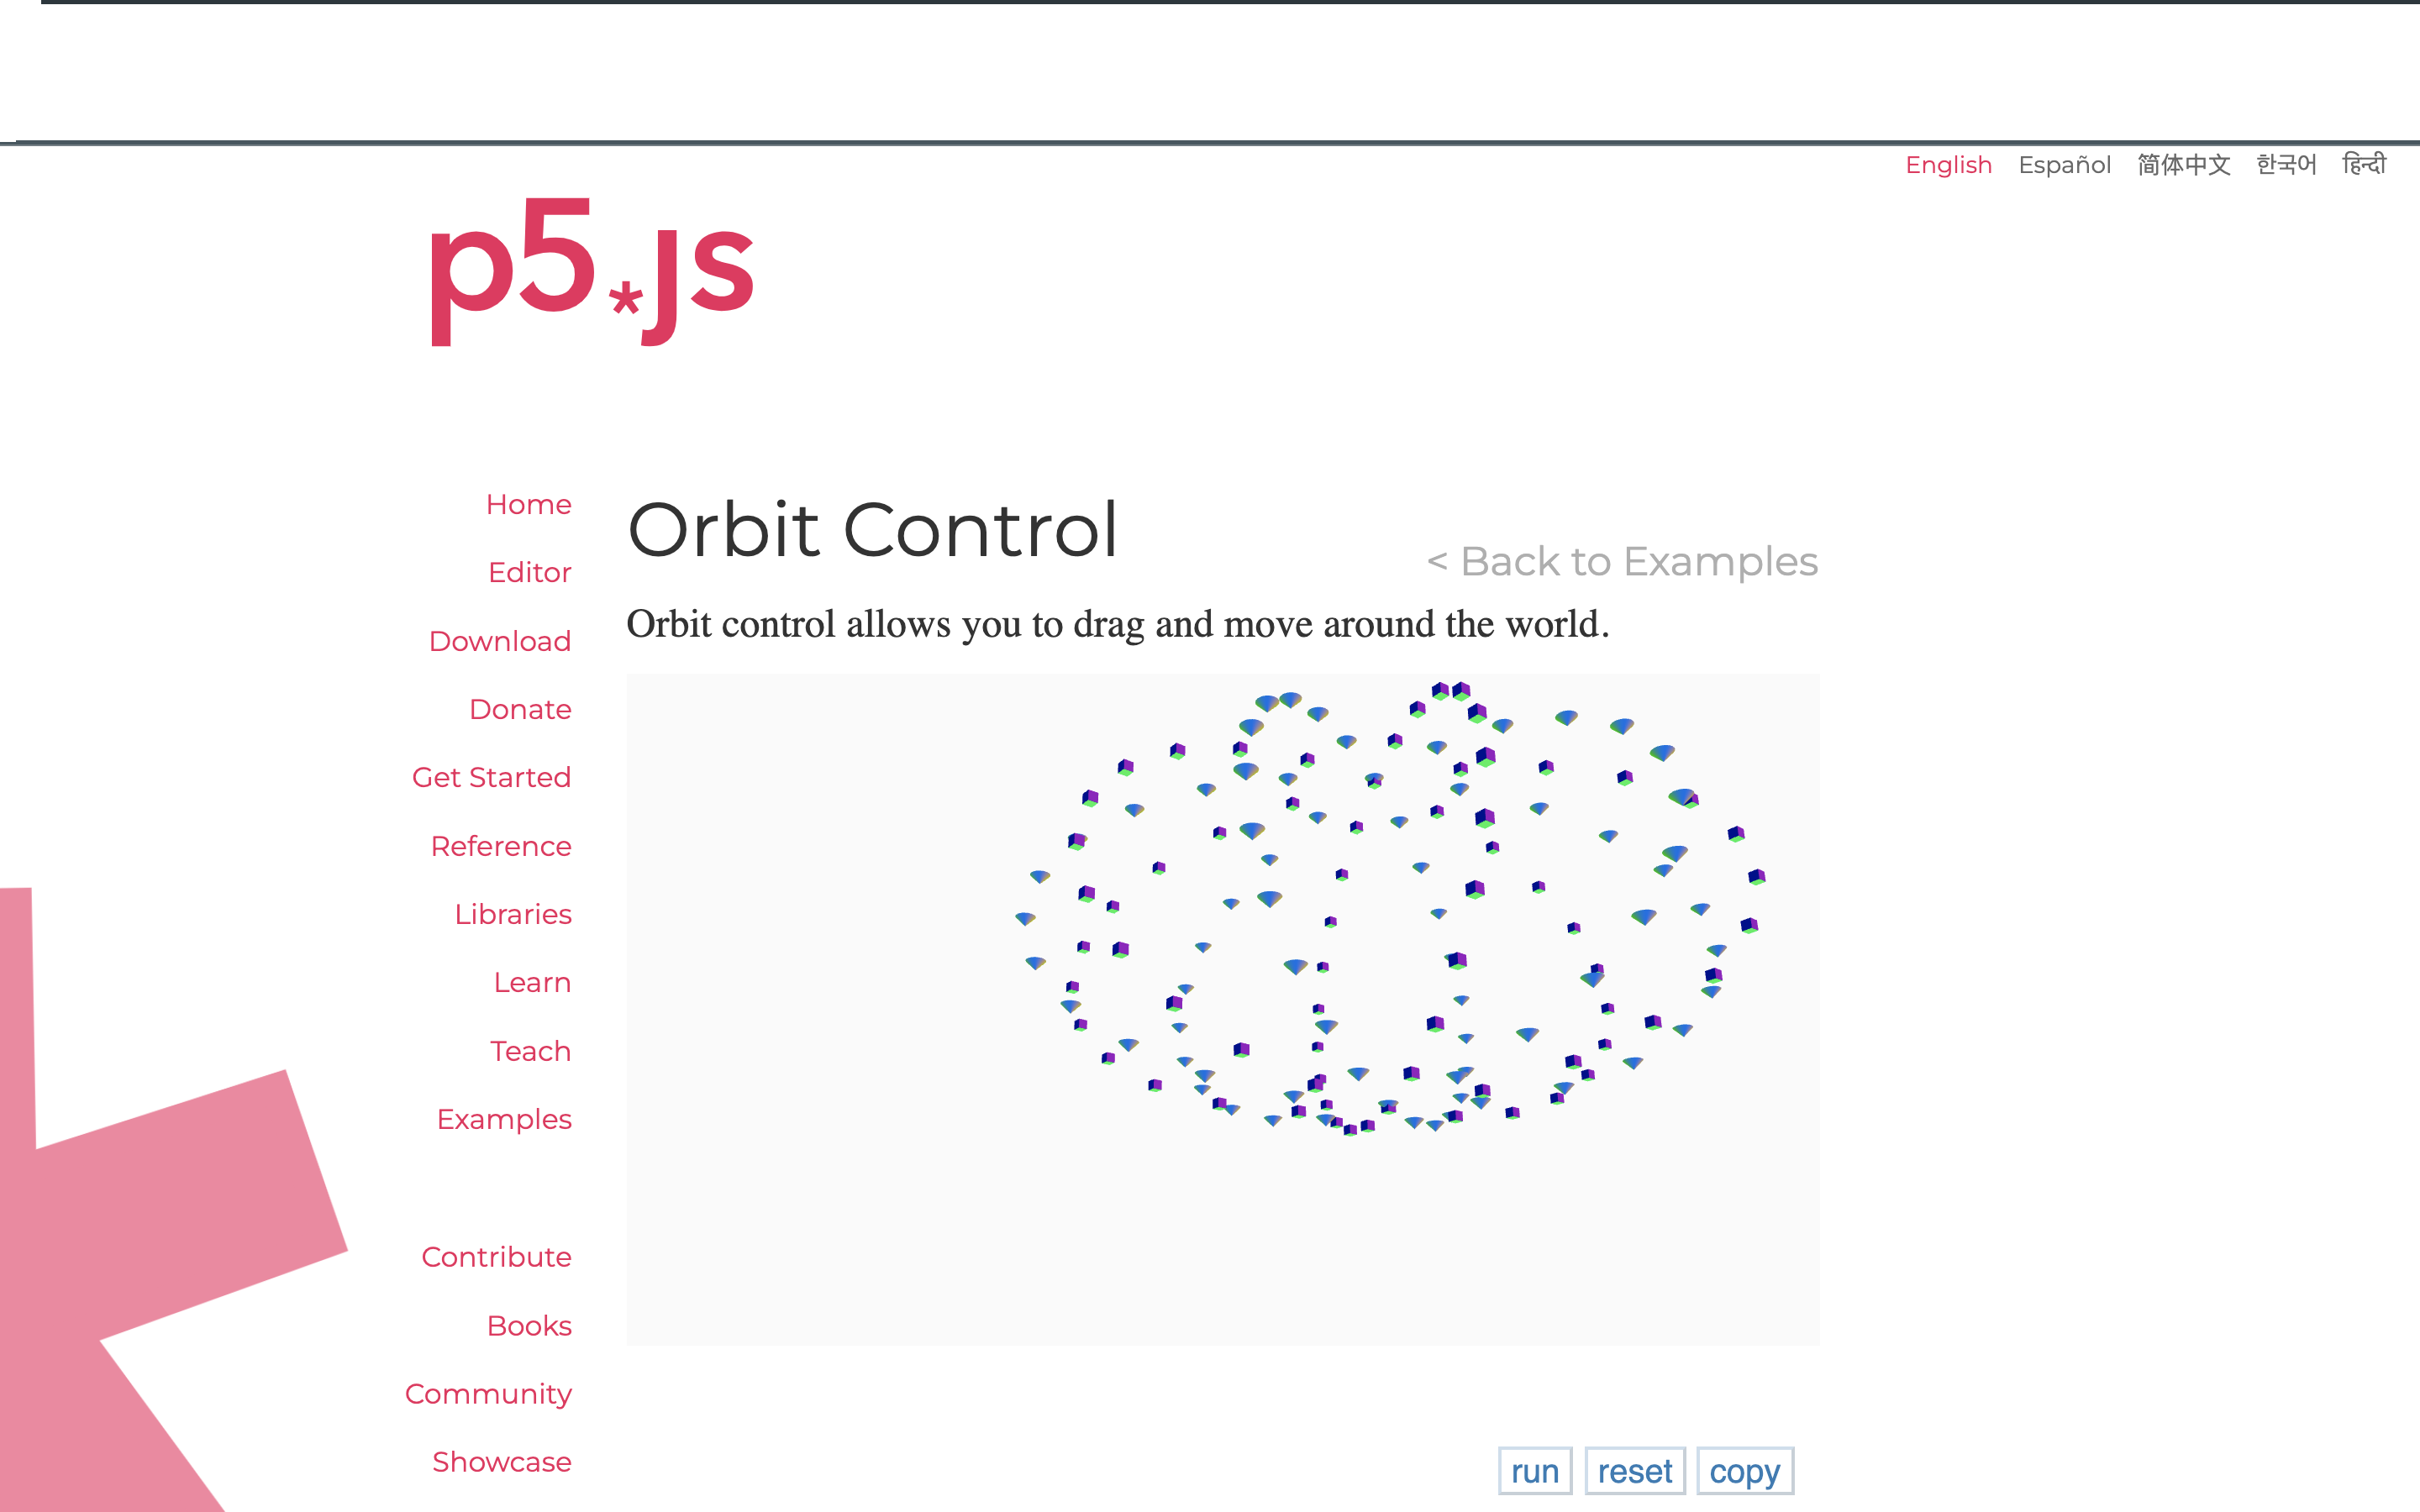 English Español 简体中文 한국어 हिन्दी
p5*js
Home
Editor
Download
Donate
Get Started
Reference
Libraries
Learn
Teach
Examples
Contribute
Books
Community
Showcase
Orbit Control
< Back to Examples
Orbit control allows you to drag and move around the world.
run reset copy